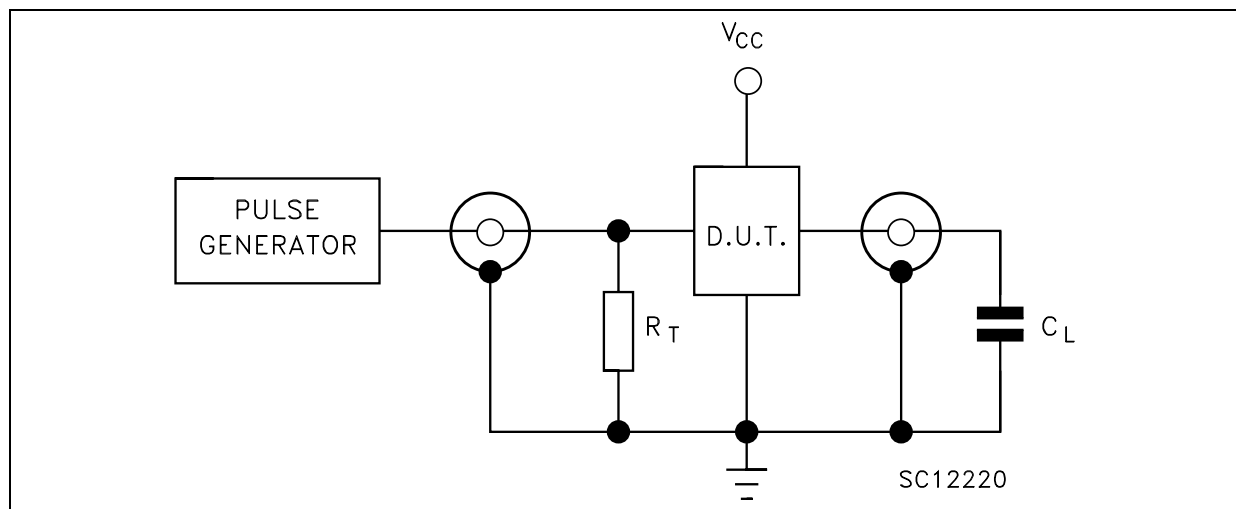 VCC
PULSE
GENERATOR
D.U.T.
RT
CL
SC12220